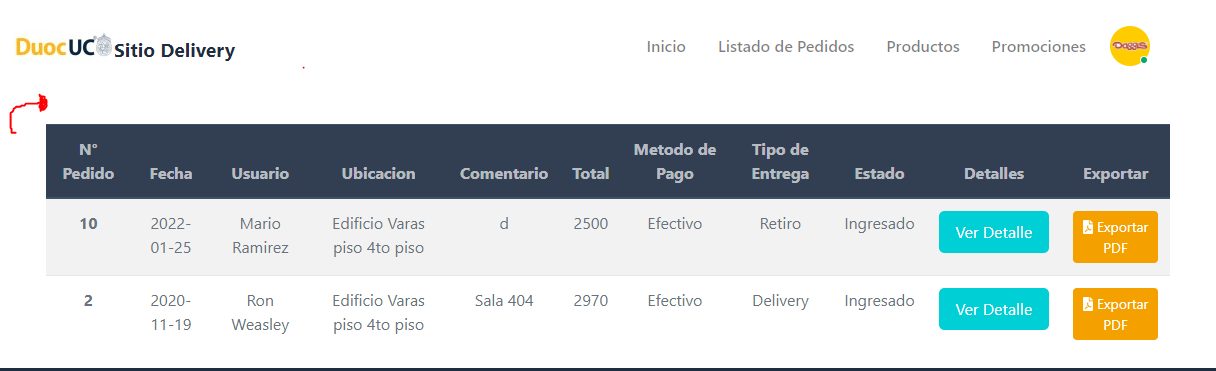 Duoc UC Sitio Delivery Inicio Listado de Pedidos Productos Promociones Doggis
N° Pedido Fecha Usuario Ubicacion Comentario Total Metodo de Pago Tipo de Entrega Estado Detalles Exportar
10 2022-01-25 Mario Ramirez Edificio Varas piso 4to piso d 2500 Efectivo Retiro Ingresado Ver Detalle Exportar PDF
2 2020-11-19 Ron Weasley Edificio Varas piso 4to piso Sala 404 2970 Efectivo Delivery Ingresado Ver Detalle Exportar PDF